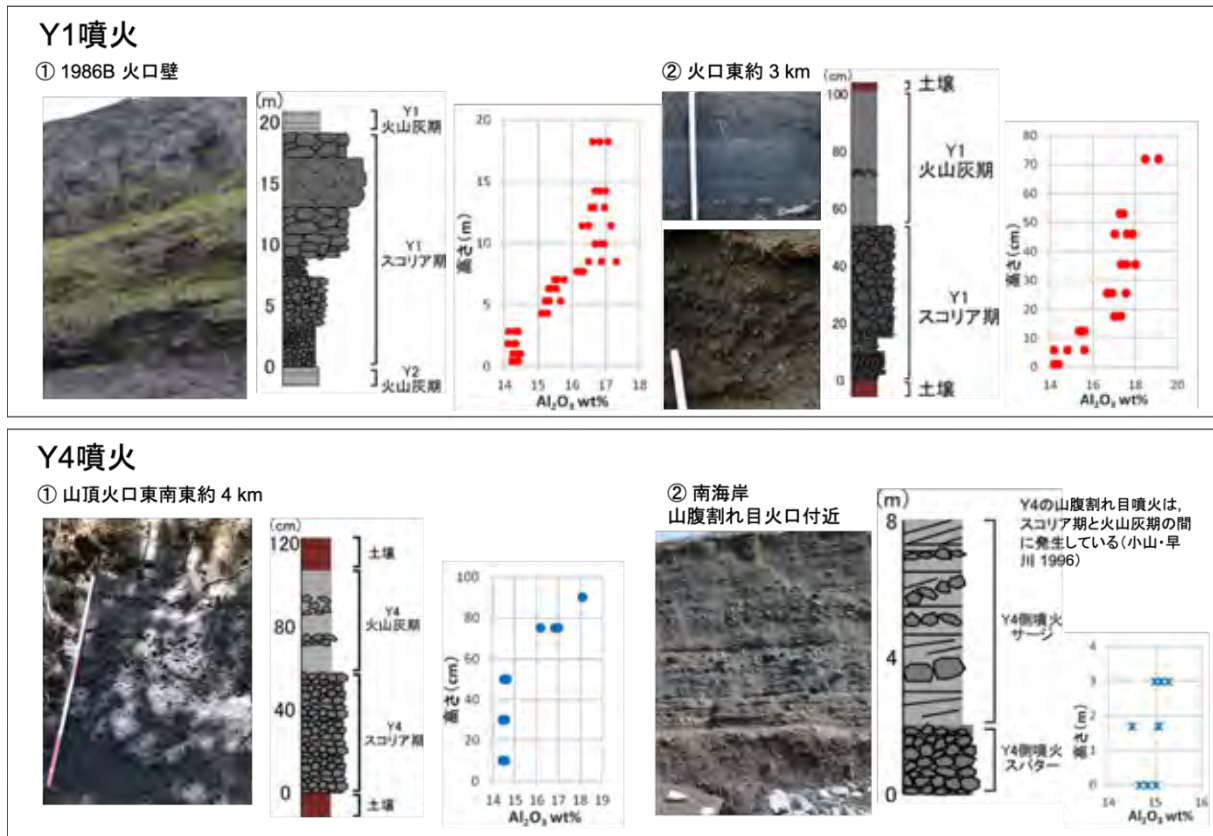 Y1噴火
① 1986B 火口壁
(m)
20
15
10
5
0
Y1
火山灰期
Y1
スコリア期
Y2
火山灰期
高さ(m)
20
15
10
5
0
14 15 16 17 18
Al₂O₃ wt%
② 火口東約 3 km
(cm)
100
80
60
40
20
0
土壌
Y1
火山灰期
Y1
スコリア期
土壌
高さ(cm)
80
70
60
50
40
30
20
10
0
14 16 18 20
Al₂O₃ wt%
Y4噴火
① 山頂火口東南東約 4 km
(cm)
120
80
40
0
土壌
Y4
火山灰期
Y4
スコリア期
土壌
高さ(cm)
100
80
60
40
20
0
14 15 16 17 18 19
Al₂O₃ wt%
② 南海岸
山腹割れ目火口付近
(m)
8
4
0
Y4の山腹割れ目噴火は,
スコリア期と火山灰期の間
に発生している(小山・早
川 1996)
Y4側噴火
サージ
Y4側噴火
スパター
高さ(m)
4
3
2
1
0
14 15 16
Al₂O₃ wt%